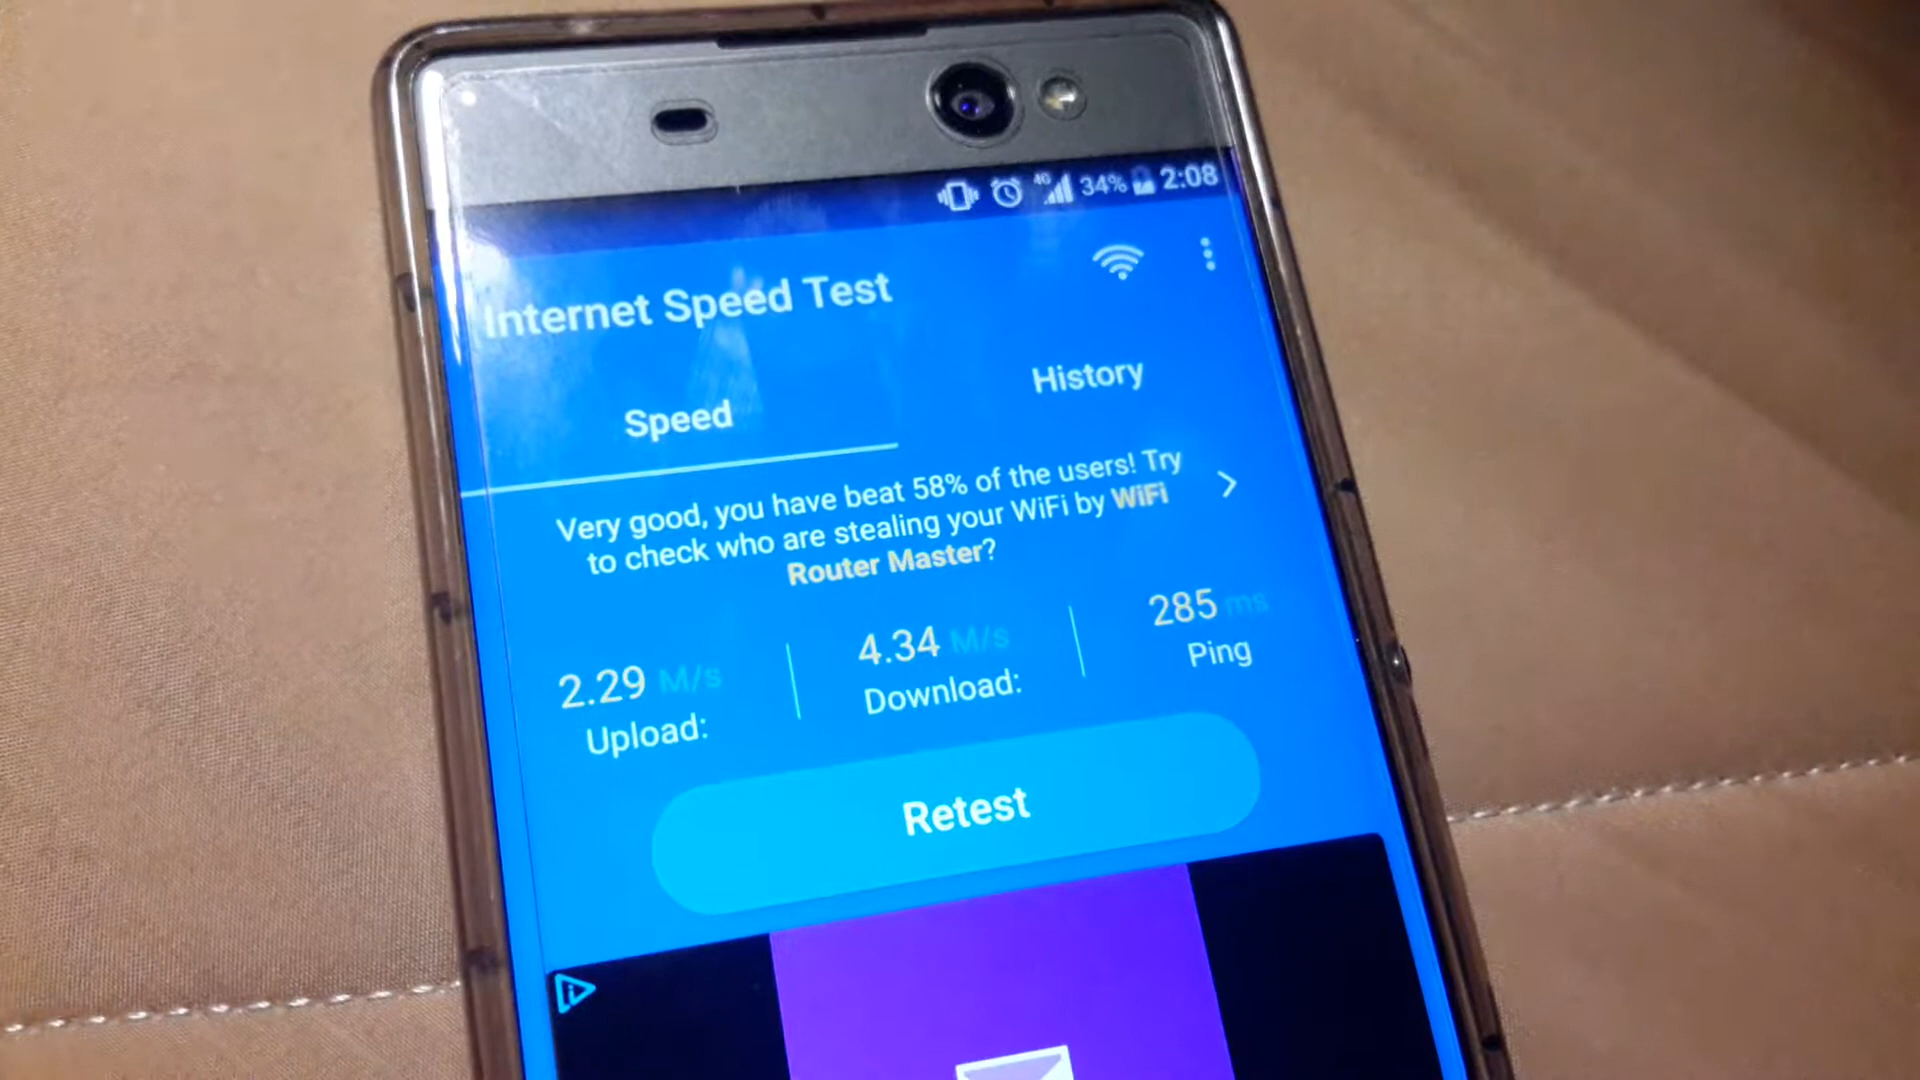 4G 34% 2:08
Internet Speed Test
Speed
History
Very good, you have beat 58% of the users! Try
to check who are stealing your WiFi by WiFi
Router Master?
2.29 M/s
Upload:
4.34 M/s
Download:
285 ms
Ping
Retest